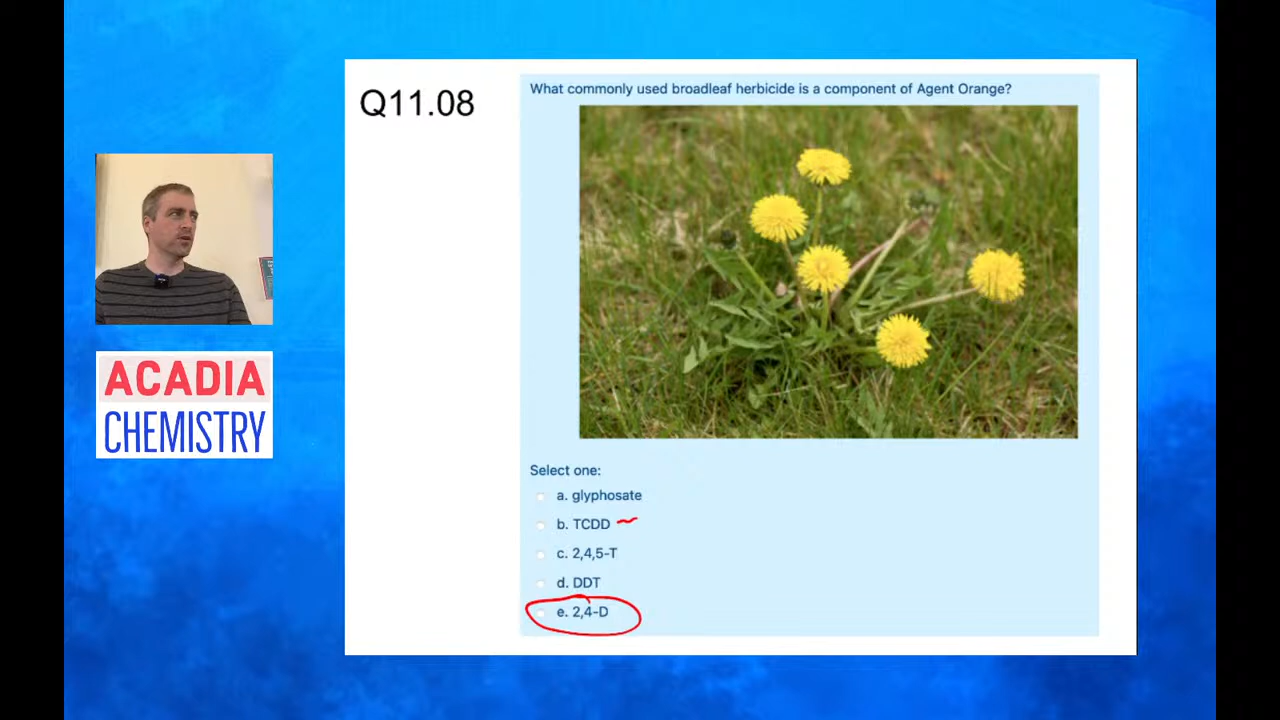 Q11.08
What commonly used broadleaf herbicide is a component of Agent Orange?
ACADIA
CHEMISTRY
Select one:
a. glyphosate
b. TCDD
c. 2,4,5-T
d. DDT
e. 2,4-D